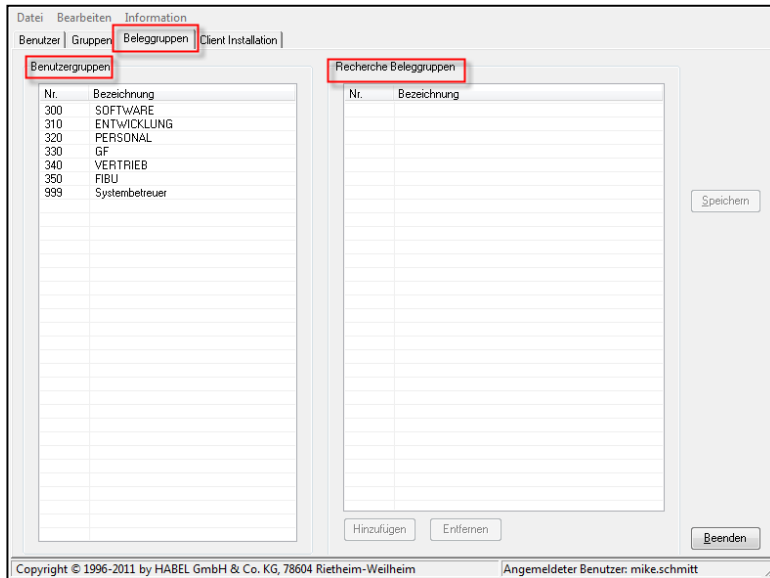 Datei Bearbeiten Information
Benutzer Gruppen Beleggruppen Client Installation
Benutzergruppen
Nr. Bezeichnung
300 SOFTWARE
310 ENTWICKLUNG
320 PERSONAL
330 GF
340 VERTRIEB
350 FIBU
999 Systembetreuer
Recherche Beleggruppen
Nr. Bezeichnung
Hinzufügen Entfernen
Speichern
Beenden
Copyright © 1996-2011 by HABEL GmbH & Co. KG, 78604 Rietheim-Weilheim
Angemeldeter Benutzer: mike.schmitt